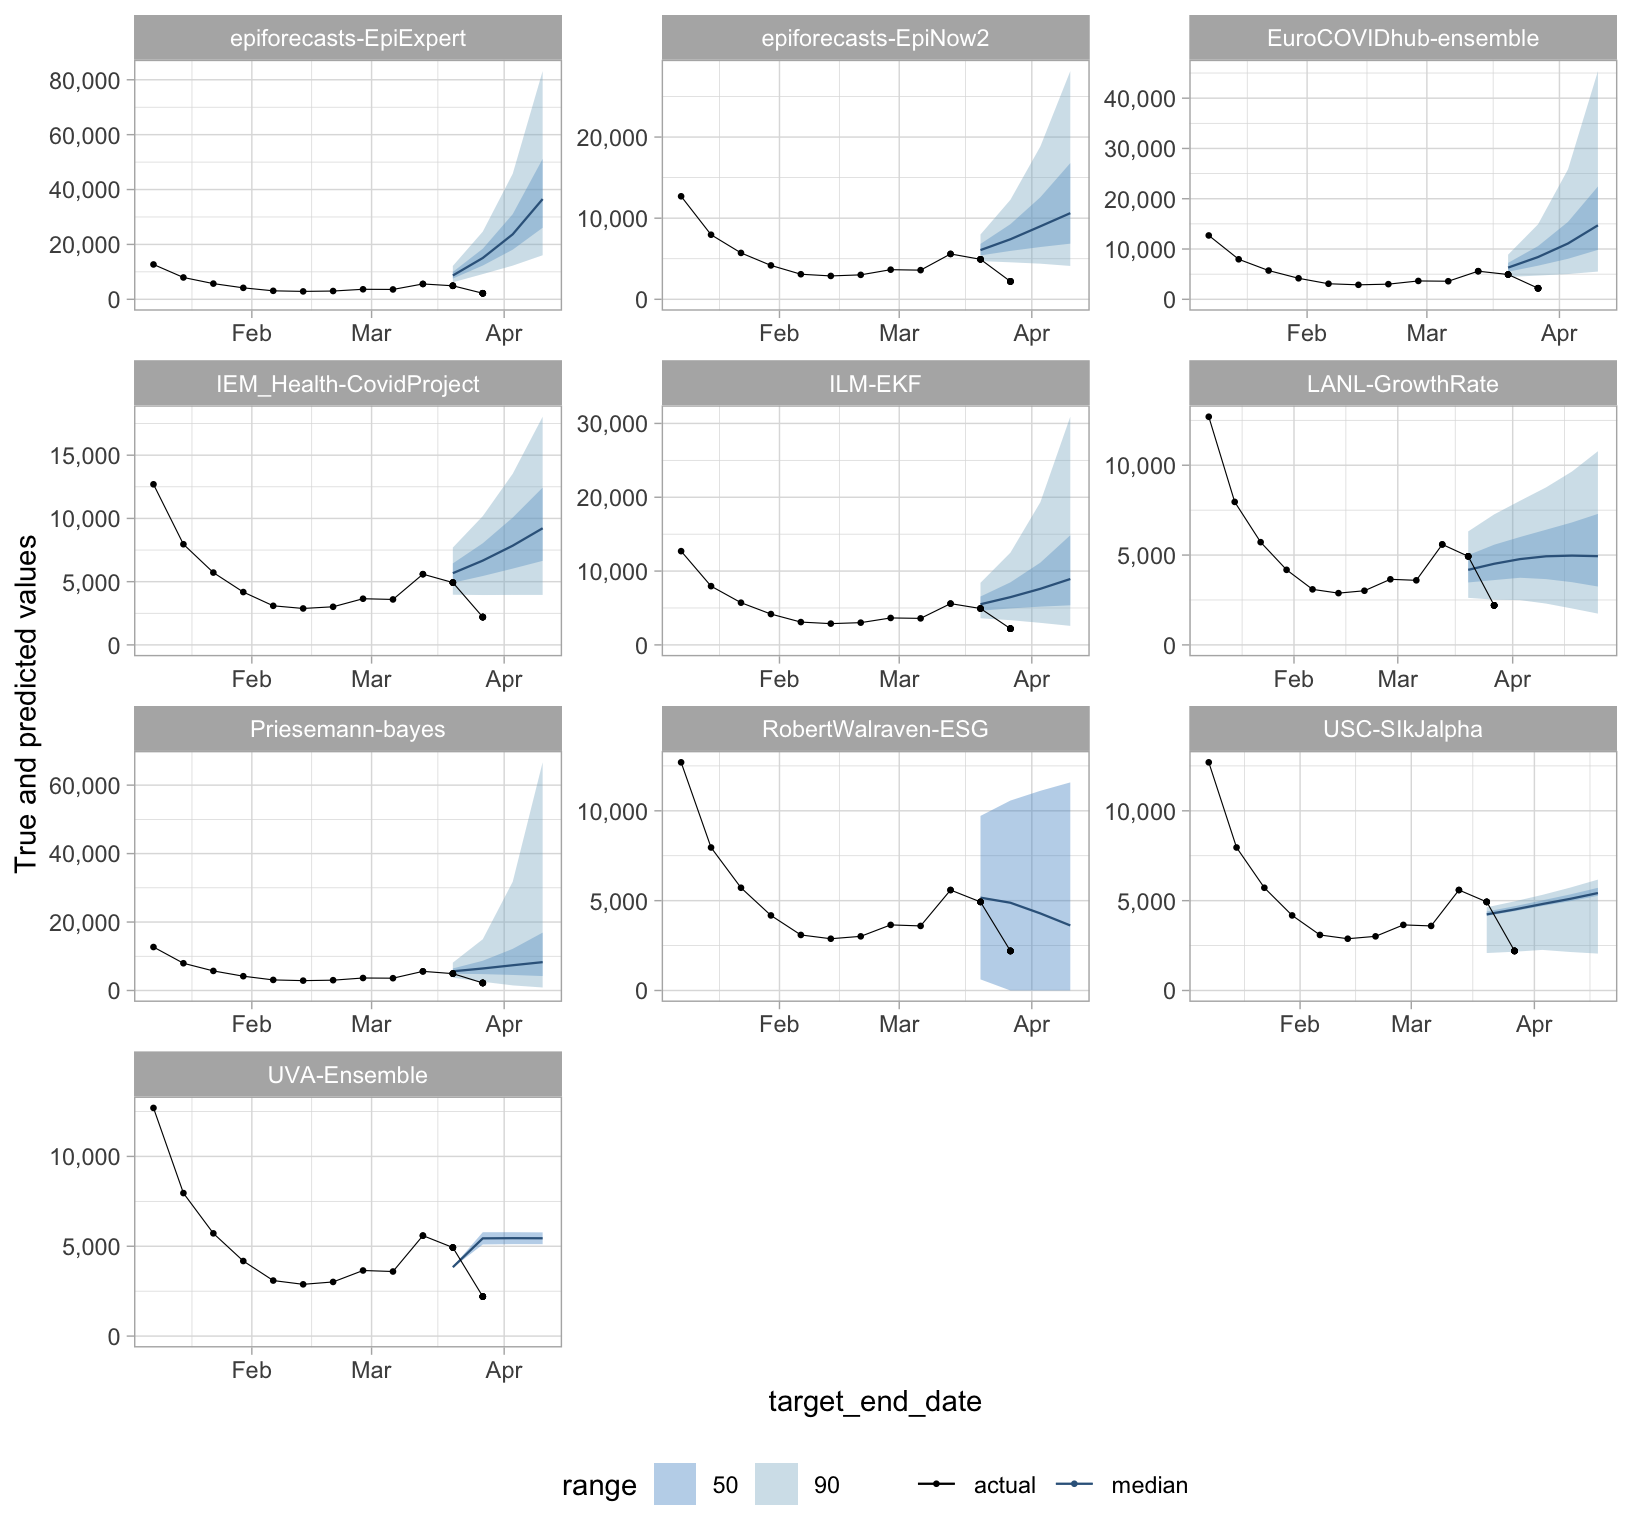 epiforecasts-EpiExpert epiforecasts-EpiNow2 EuroCOVIDhub-ensemble
80,000
60,000
40,000
20,000
0
Feb Mar Apr
20,000
10,000
0
Feb Mar Apr
40,000
30,000
20,000
10,000
0
Feb Mar Apr
IEM_Health-CovidProject ILM-EKF LANL-GrowthRate
15,000
10,000
5,000
0
Feb Mar Apr
30,000
20,000
10,000
0
Feb Mar Apr
10,000
5,000
0
Feb Mar Apr
True and predicted values
Priesemann-bayes RobertWalraven-ESG USC-SIkJalpha
60,000
40,000
20,000
0
Feb Mar Apr
10,000
5,000
0
Feb Mar Apr
10,000
5,000
0
Feb Mar Apr
UVA-Ensemble
10,000
5,000
0
Feb Mar Apr
target_end_date
range 50 90 actual median